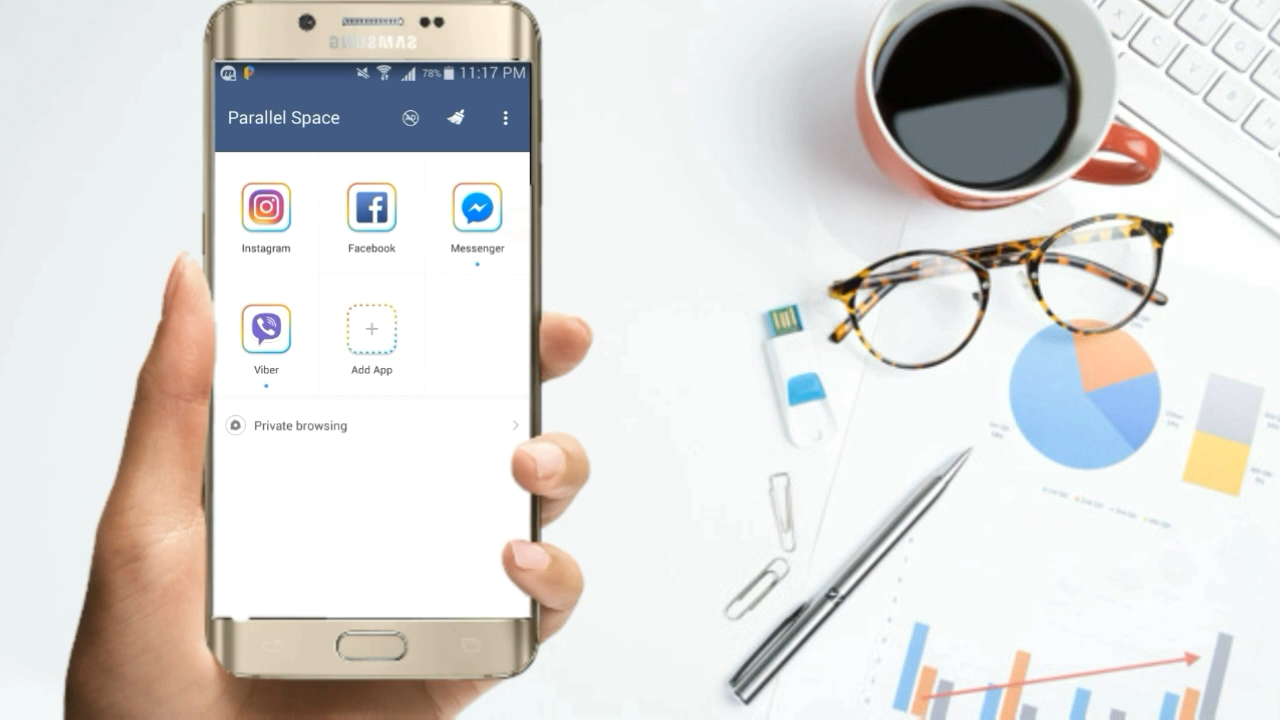 SAMSUNG
78% 11:17 PM
Parallel Space
Instagram Facebook Messenger
Viber Add App
Private browsing